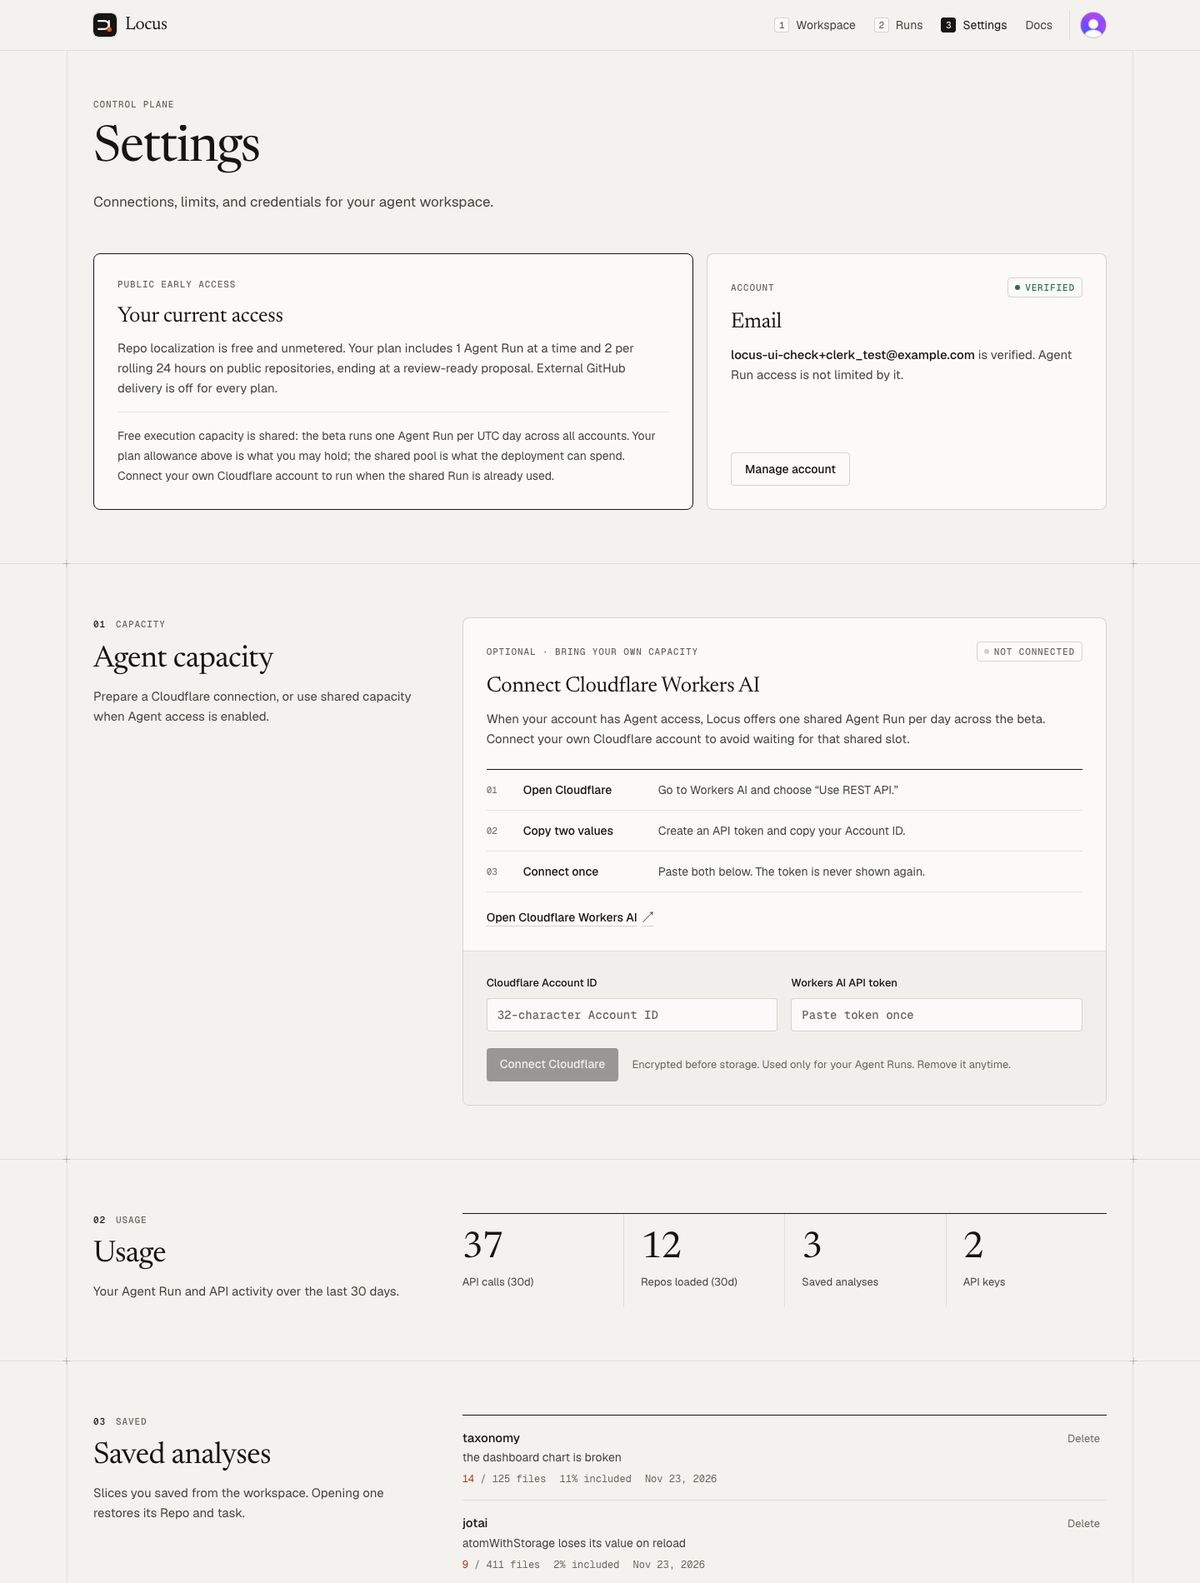 Locus
1 Workspace 2 Runs 3 Settings Docs
CONTROL PLANE
Settings
Connections, limits, and credentials for your agent workspace.
PUBLIC EARLY ACCESS
Your current access
Repo localization is free and unmetered. Your plan includes 1 Agent Run at a time and 2 per
rolling 24 hours on public repositories, ending at a review-ready proposal. External GitHub
delivery is off for every plan.
Free execution capacity is shared: the beta runs one Agent Run per UTC day across all accounts. Your
plan allowance above is what you may hold; the shared pool is what the deployment can spend.
Connect your own Cloudflare account to run when the shared Run is already used.
ACCOUNT
VERIFIED
Email
locus-ui-check+clerk_test@example.com is verified. Agent
Run access is not limited by it.
Manage account
01 CAPACITY
Agent capacity
Prepare a Cloudflare connection, or use shared capacity
when Agent access is enabled.
OPTIONAL · BRING YOUR OWN CAPACITY
NOT CONNECTED
Connect Cloudflare Workers AI
When your account has Agent access, Locus offers one shared Agent Run per day across the beta.
Connect your own Cloudflare account to avoid waiting for that shared slot.
01 Open Cloudflare Go to Workers AI and choose “Use REST API.”
02 Copy two values Create an API token and copy your Account ID.
03 Connect once Paste both below. The token is never shown again.
Open Cloudflare Workers AI ↗
Cloudflare Account ID
Workers AI API token
32-character Account ID
Paste token once
Connect Cloudflare
Encrypted before storage. Used only for your Agent Runs. Remove it anytime.
02 USAGE
Usage
Your Agent Run and API activity over the last 30 days.
37
API calls (30d)
12
Repos loaded (30d)
3
Saved analyses
2
API keys
03 SAVED
Saved analyses
Slices you saved from the workspace. Opening one
restores its Repo and task.
taxonomy
Delete
the dashboard chart is broken
14 / 125 files 11% included Nov 23, 2026
jotai
Delete
atomWithStorage loses its value on reload
9 / 411 files 2% included Nov 23, 2026